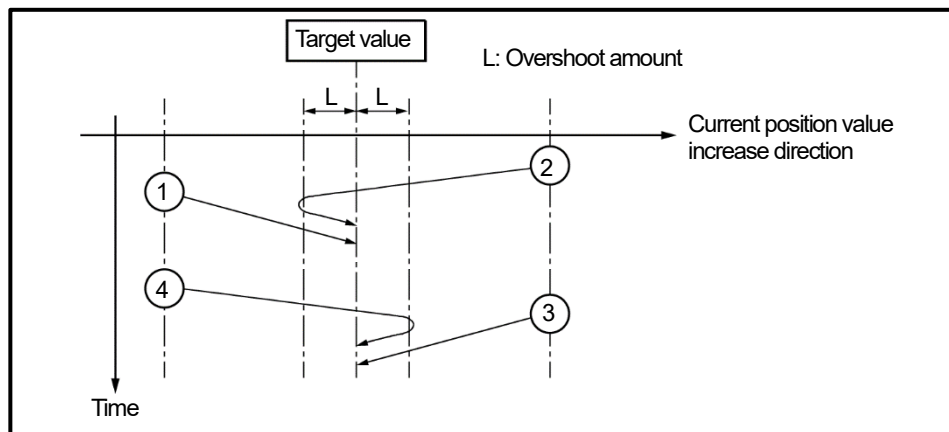 Target value
L: Overshoot amount
L L
Current position value
increase direction
2
1
4
3
Time